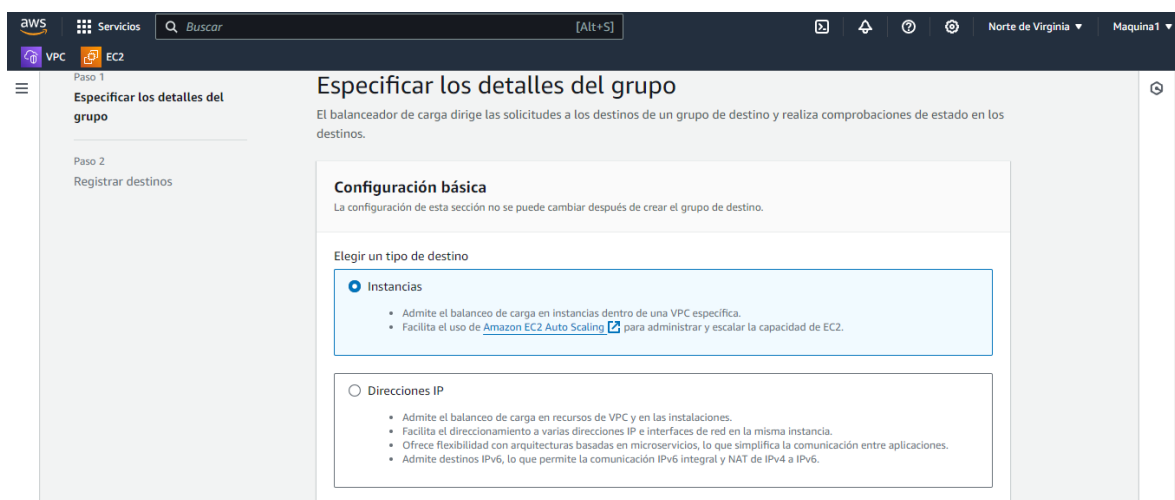 aws
Servicios
Buscar
[Alt+S]
Norte de Virginia
Maquina1
VPC
EC2
Paso 1
Especificar los detalles del
grupo
Paso 2
Registrar destinos
Especificar los detalles del grupo
El balanceador de carga dirige las solicitudes a los destinos de un grupo de destino y realiza comprobaciones de estado en los
destinos.
Configuración básica
La configuración de esta sección no se puede cambiar después de crear el grupo de destino.
Elegir un tipo de destino
Instancias
Admite el balanceo de carga en instancias dentro de una VPC específica.
Facilita el uso de Amazon EC2 Auto Scaling para administrar y escalar la capacidad de EC2.
Direcciones IP
Admite el balanceo de carga en recursos de VPC y en las instalaciones.
Facilita el direccionamiento a varias direcciones IP e interfaces de red en la misma instancia.
Ofrece flexibilidad con arquitecturas basadas en microservicios, lo que simplifica la comunicación entre aplicaciones.
Admite destinos IPv6, lo que permite la comunicación IPv6 integral y NAT de IPv4 a IPv6.